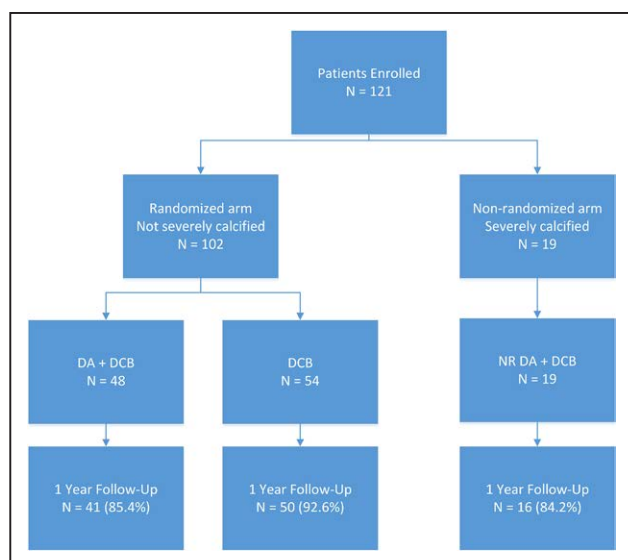 Patients Enrolled
N = 121
Randomized arm
Not severely calcified
N = 102
Non-randomized arm
Severely calcified
N = 19
DA + DCB
N = 48
DCB
N = 54
NR DA + DCB
N = 19
1 Year Follow-Up
N = 41 (85.4%)
1 Year Follow-Up
N = 50 (92.6%)
1 Year Follow-Up
N = 16 (84.2%)